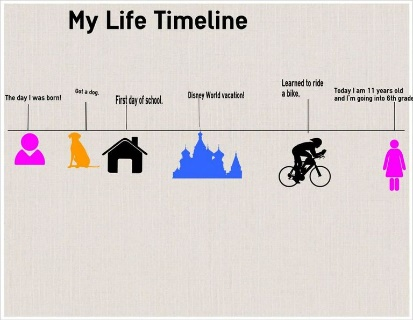 My Life Timeline
The day I was born!
Got a dog.
First day of school.
Disney World vacation!
Learned to ride
a bike.
Today I am 11 years old
and I'm going into 6th grade